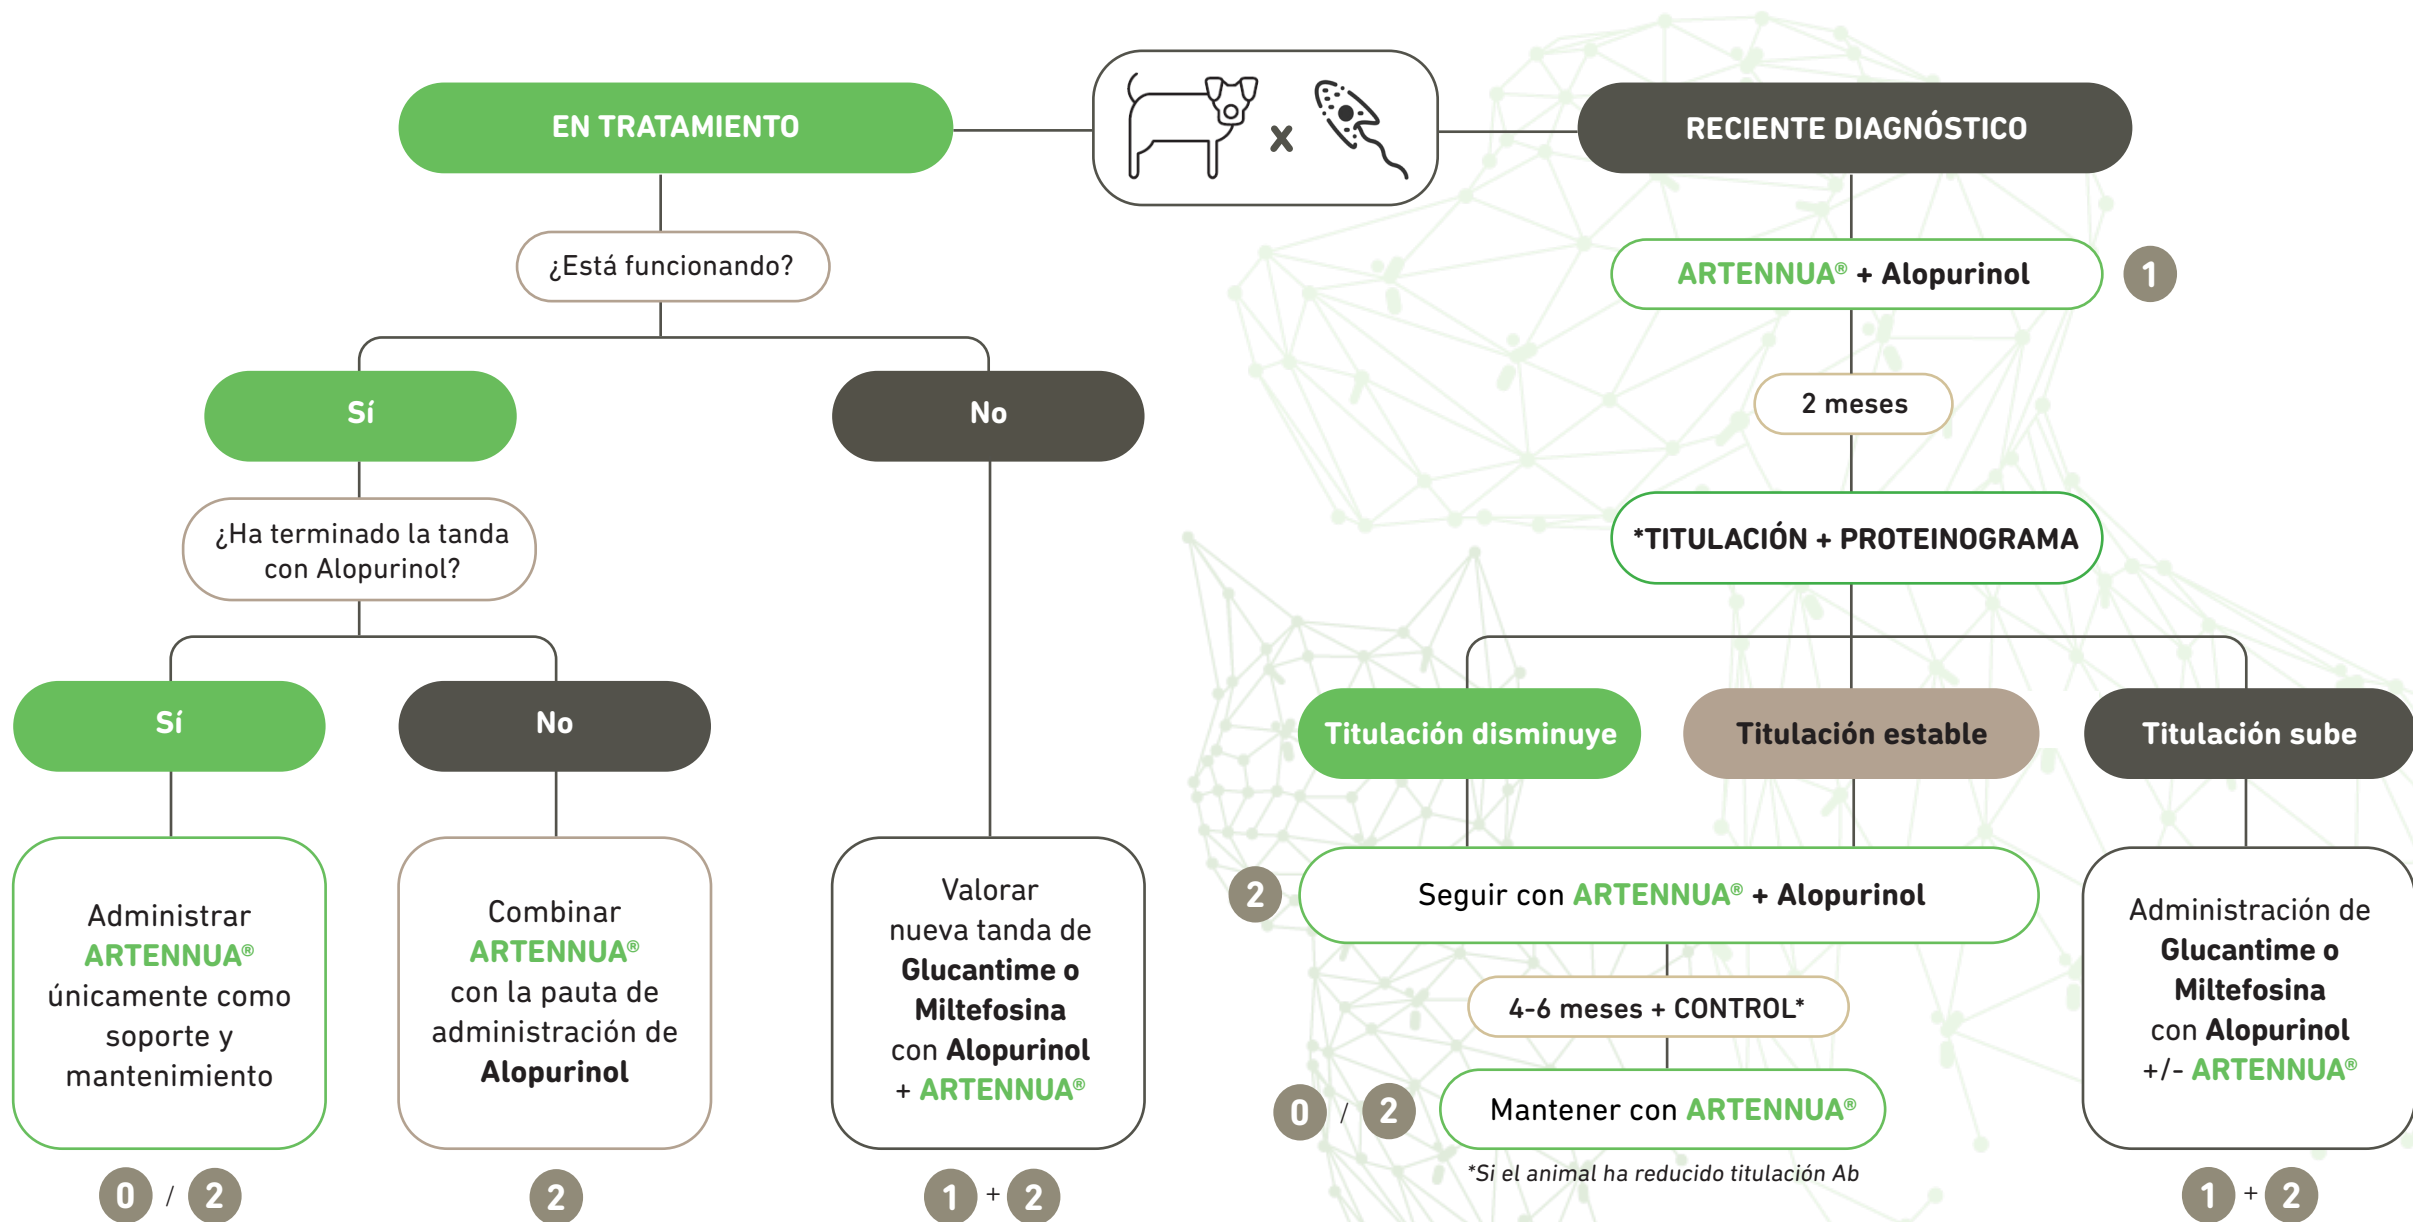 EN TRATAMIENTO
x
RECIENTE DIAGNÓSTICO
¿Está funcionando?
Sí
No
¿Ha terminado la tanda
con Alopurinol?
Sí
No
Administrar
ARTENNUA®
únicamente como
soporte y
mantenimiento
0 / 2
Combinar
ARTENNUA®
con la pauta de
administración de
Alopurinol
2
Valorar
nueva tanda de
Glucantime o
Miltefosina
con Alopurinol
+ ARTENNUA®
1 + 2
ARTENNUA® + Alopurinol
1
2 meses
*TITULACIÓN + PROTEINOGRAMA
Titulación disminuye
Titulación estable
Titulación sube
2
Seguir con ARTENNUA® + Alopurinol
4-6 meses + CONTROL*
0 / 2
Mantener con ARTENNUA®
*Si el animal ha reducido titulación Ab
Administración de
Glucantime o
Miltefosina
con Alopurinol
+/- ARTENNUA®
1 + 2